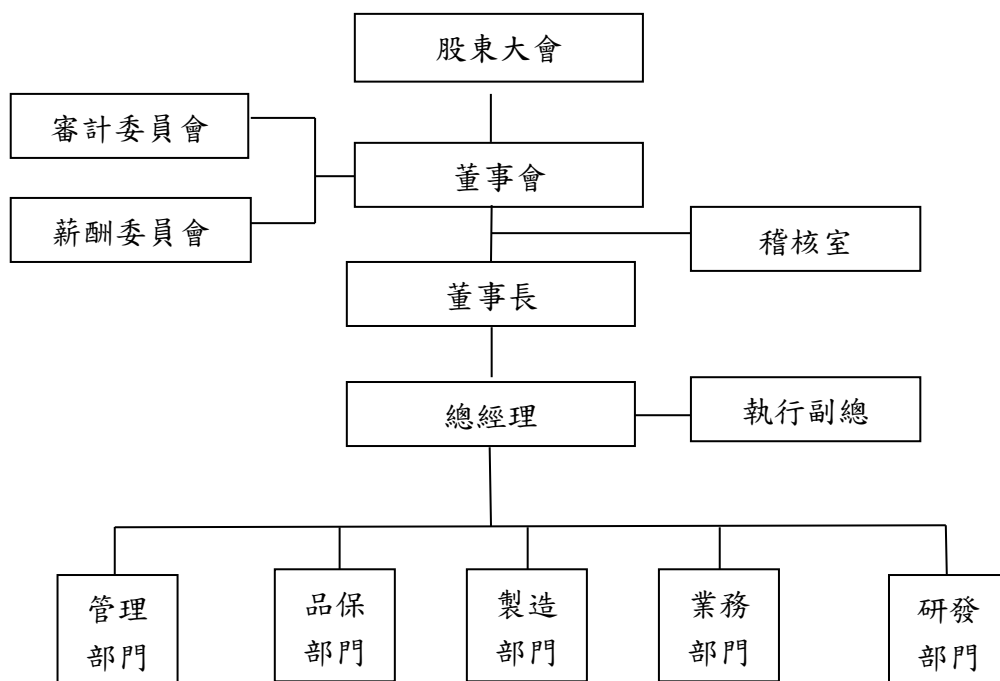 股東大會
審計委員會
董事會
薪酬委員會
稽核室
董事長
總經理
執行副總
管理
部門
品保
部門
製造
部門
業務
部門
研發
部門